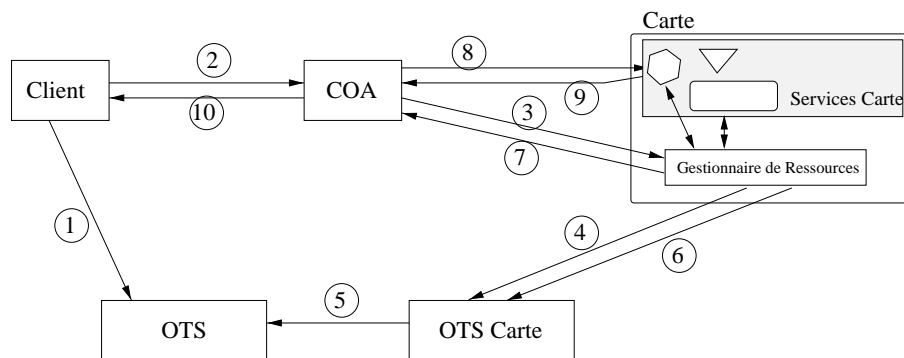 Carte
8
2
Client
COA
9
Services Carte
10
3
7
Gestionnaire de Ressources
1
4
6
5
OTS
OTS Carte